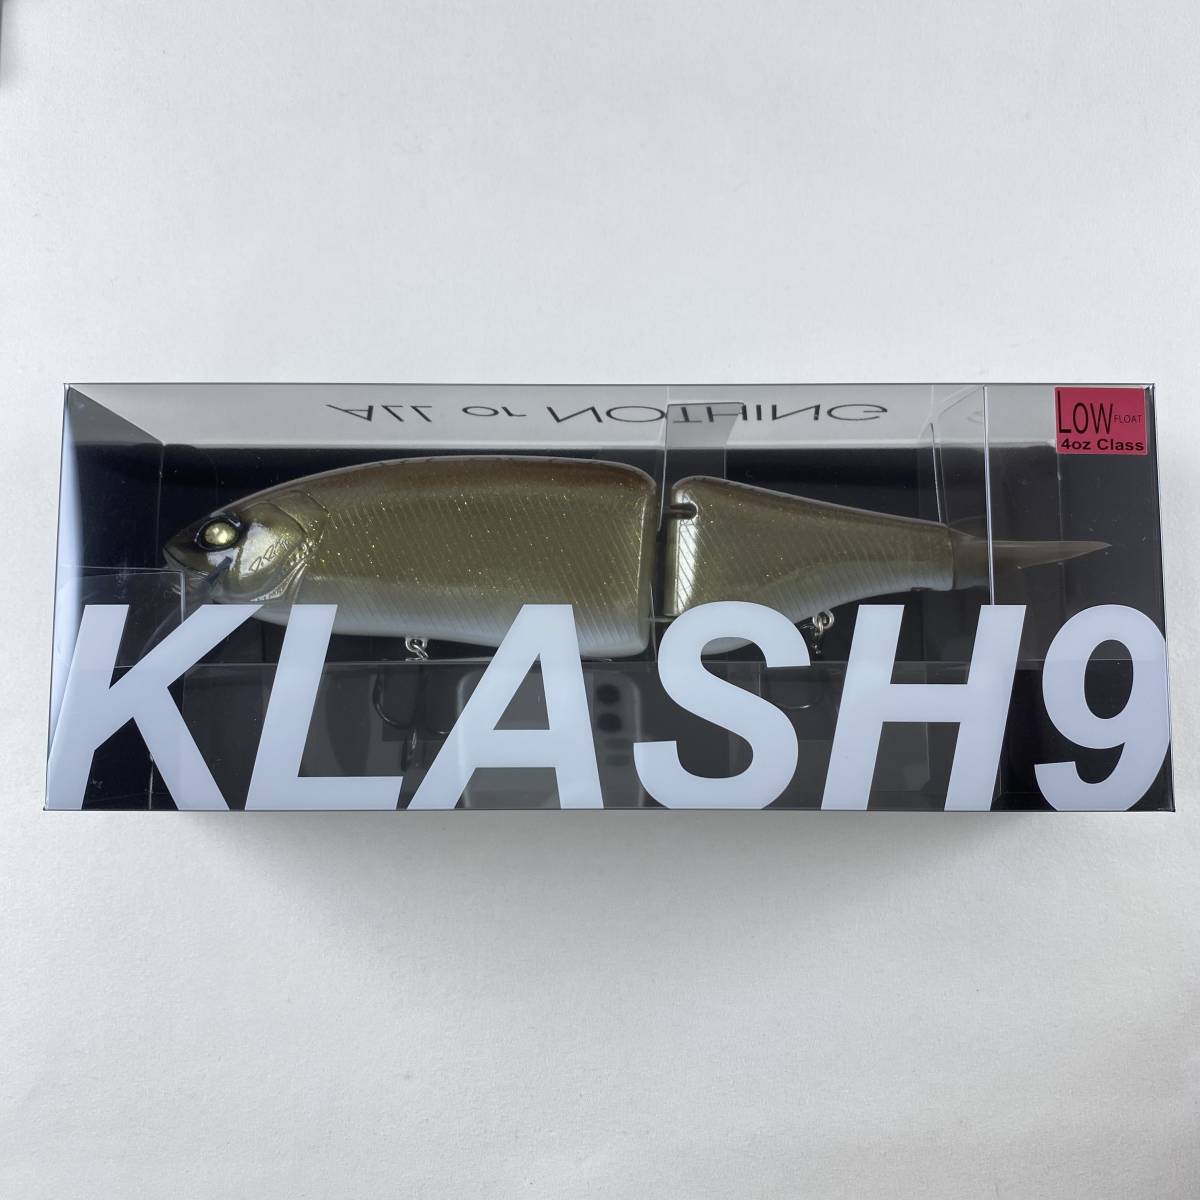 ALL or NOTHING
LOW FLOAT
4oz Class
KLASH9